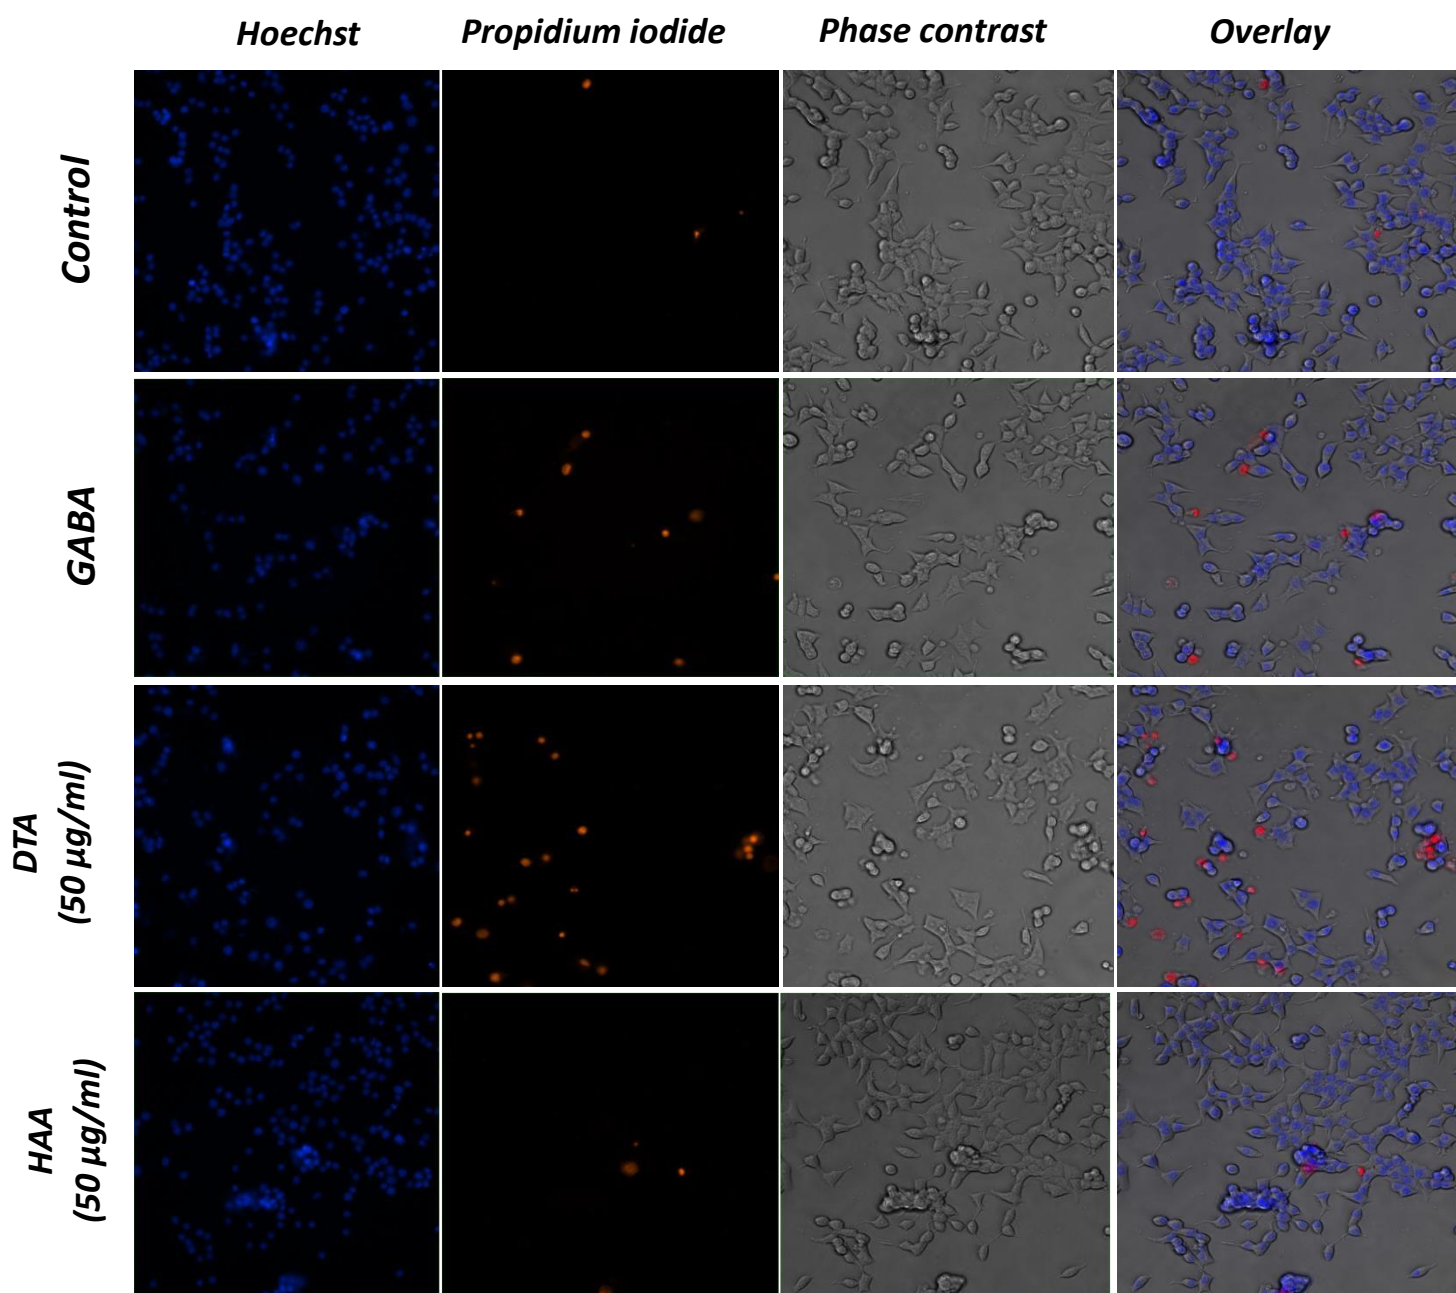 Hoechst
Propidium iodide
Phase contrast
Overlay
Control
GABA
DTA
(50 µg/ml)
HAA
(50 µg/ml)